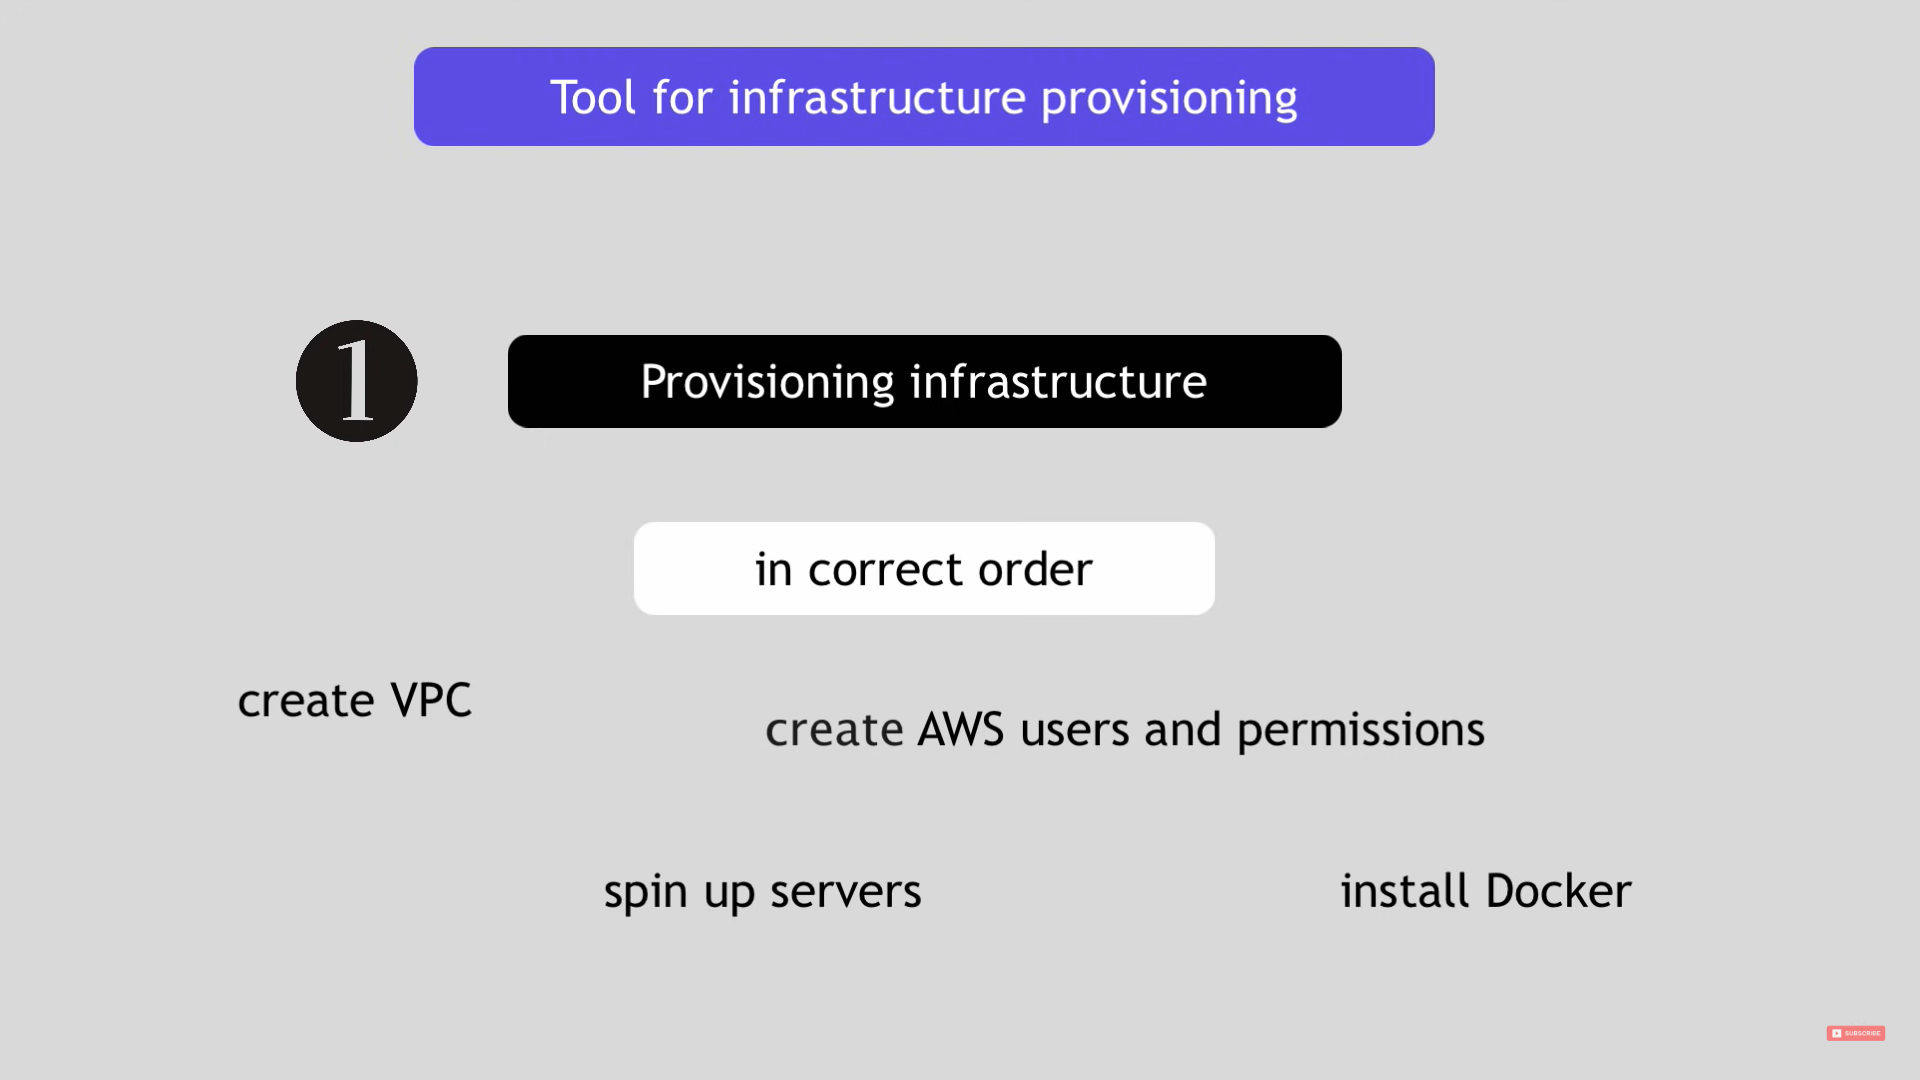 Tool for infrastructure provisioning
1
Provisioning infrastructure
in correct order
create VPC
create AWS users and permissions
spin up servers
install Docker
SUBSCRIBE